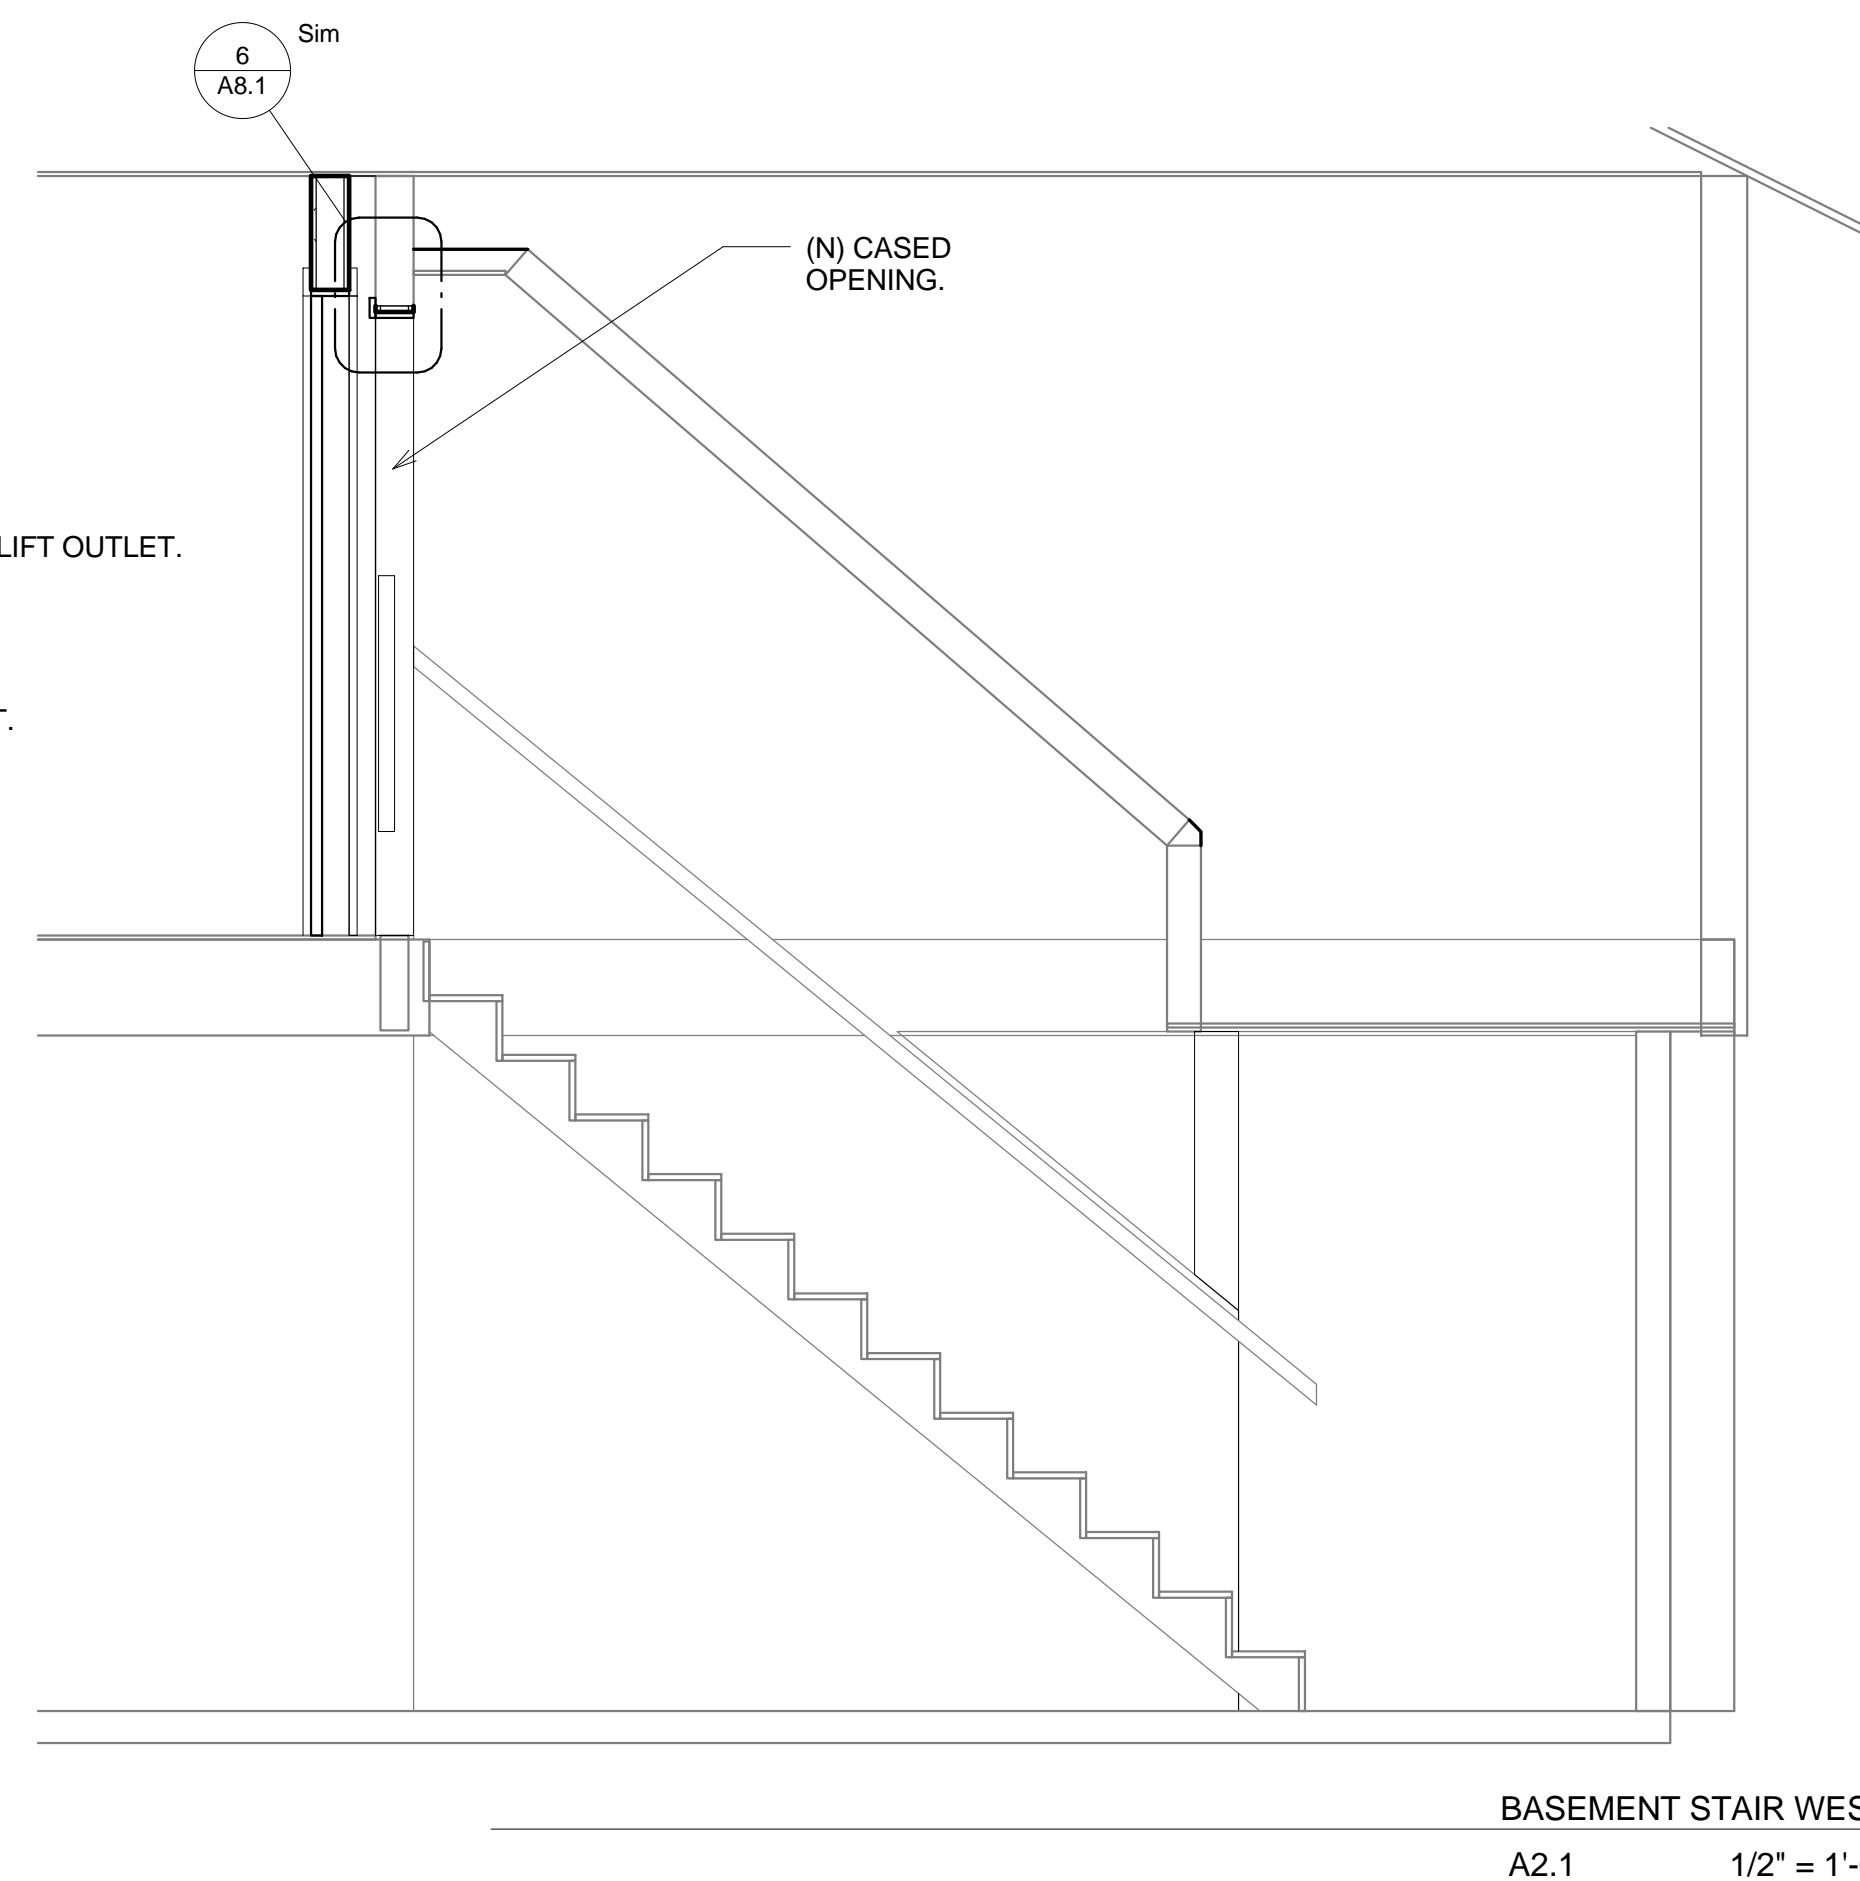 Sim
6
A8.1
(N) CASED
OPENING.
LIFT OUTLET.
T.
BASEMENT STAIR WES
A2.1 1/2" = 1'-